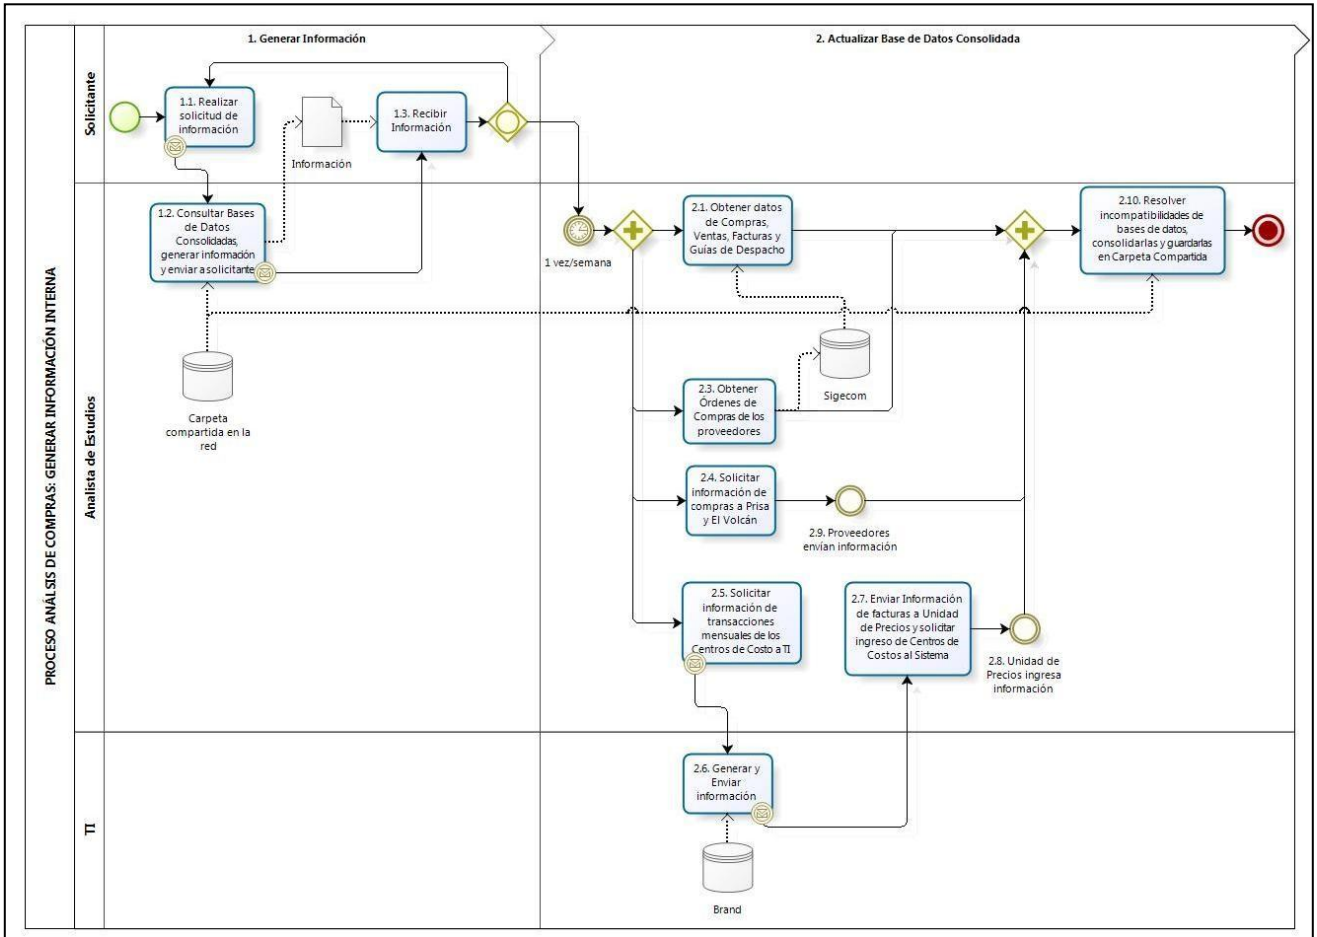 PROCESO ANÁLSIS DE COMPRAS: GENERAR INFORMACIÓN INTERNA
1. Generar Información
2. Actualizar Base de Datos Consolidada
Solicitante
1.1. Realizar
solicitud de
información
Información
1.3. Recibir
Información
Analista de Estudios
1.2. Consultar Bases
de Datos
Consolidadas,
generar información
y enviar a solicitante
Carpeta
compartida en la
red
1 vez/semana
2.1. Obtener datos
de Compras,
Ventas, Facturas y
Guías de Despacho
2.10. Resolver
incompatibilidades de
bases de datos,
consolidarlas y guardarlas
en Carpeta Compartida
Sigecom
2.3. Obtener
Órdenes de
Compras de los
proveedores
2.4. Solicitar
información de
compras a Prisa
y El Volcán
2.9. Proveedores
envían información
2.5. Solicitar
información de
transacciones
mensuales de los
Centros de Costo a TI
2.7. Enviar Información
de facturas a Unidad
de Precios y solicitar
ingreso de Centros de
Costos al Sistema
2.8. Unidad de
Precios ingresa
información
TI
2.6. Generar y
Enviar
información
Brand